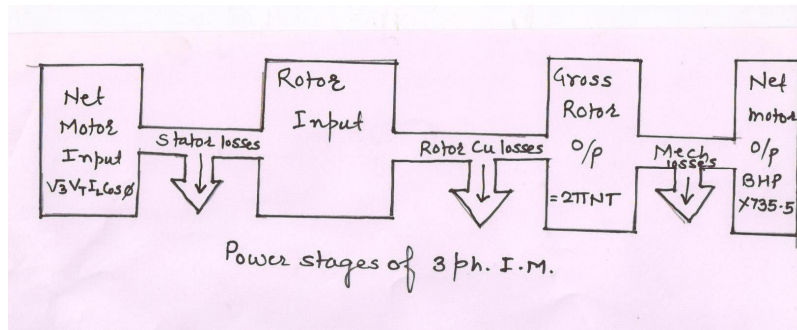 Net
Motor
Input
√3 VT IL Cosφ
Stator losses
Rotor
Input
Rotor Cu losses
Gross
Rotor
O/p
=2ΠNT
Mech
losses
Net
motor
O/p
BHP
×735.5
Power stages of 3 ph. I.M.